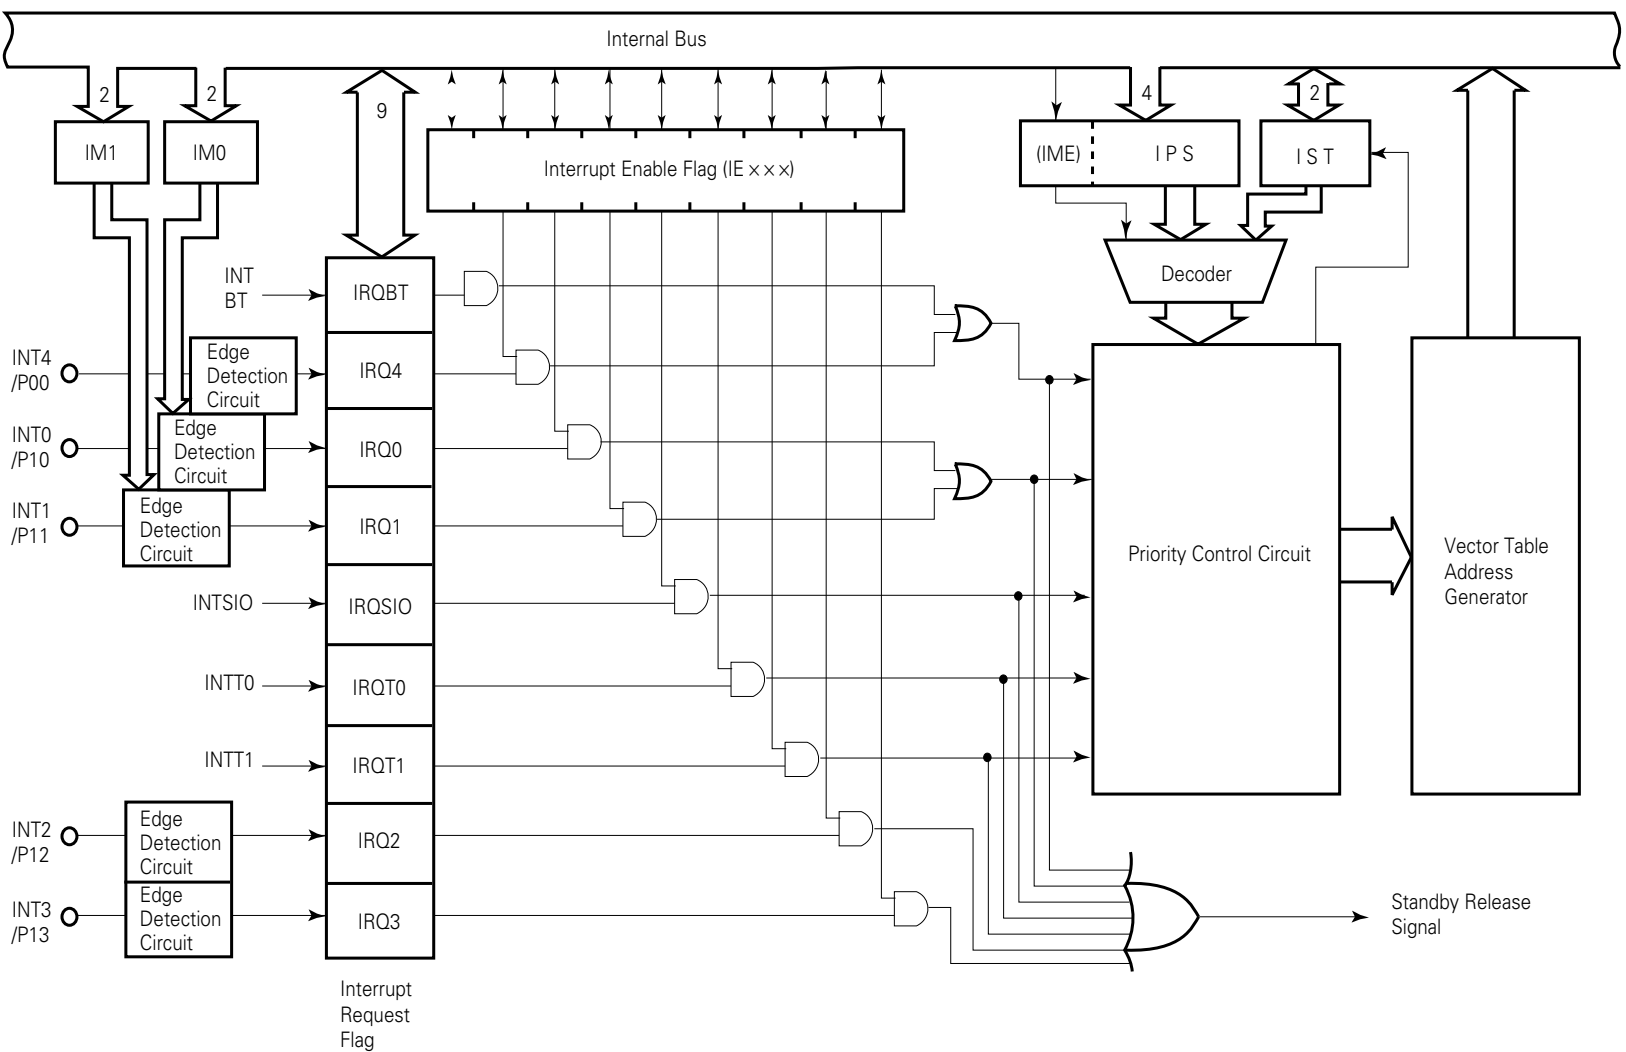 Internal Bus
2
2
9
4
2
IM1
IM0
Interrupt Enable Flag (IE × × ×)
(IME)
I P S
I S T
INT
BT
IRQBT
Decoder
INT4
/P00
Edge
Detection
Circuit
IRQ4
INT0
/P10
Edge
Detection
Circuit
IRQ0
INT1
/P11
Edge
Detection
Circuit
IRQ1
Priority Control Circuit
Vector Table
Address
Generator
INTSIO
IRQSIO
INTT0
IRQT0
INTT1
IRQT1
INT2
/P12
Edge
Detection
Circuit
IRQ2
INT3
/P13
Edge
Detection
Circuit
IRQ3
Standby Release
Signal
Interrupt
Request
Flag